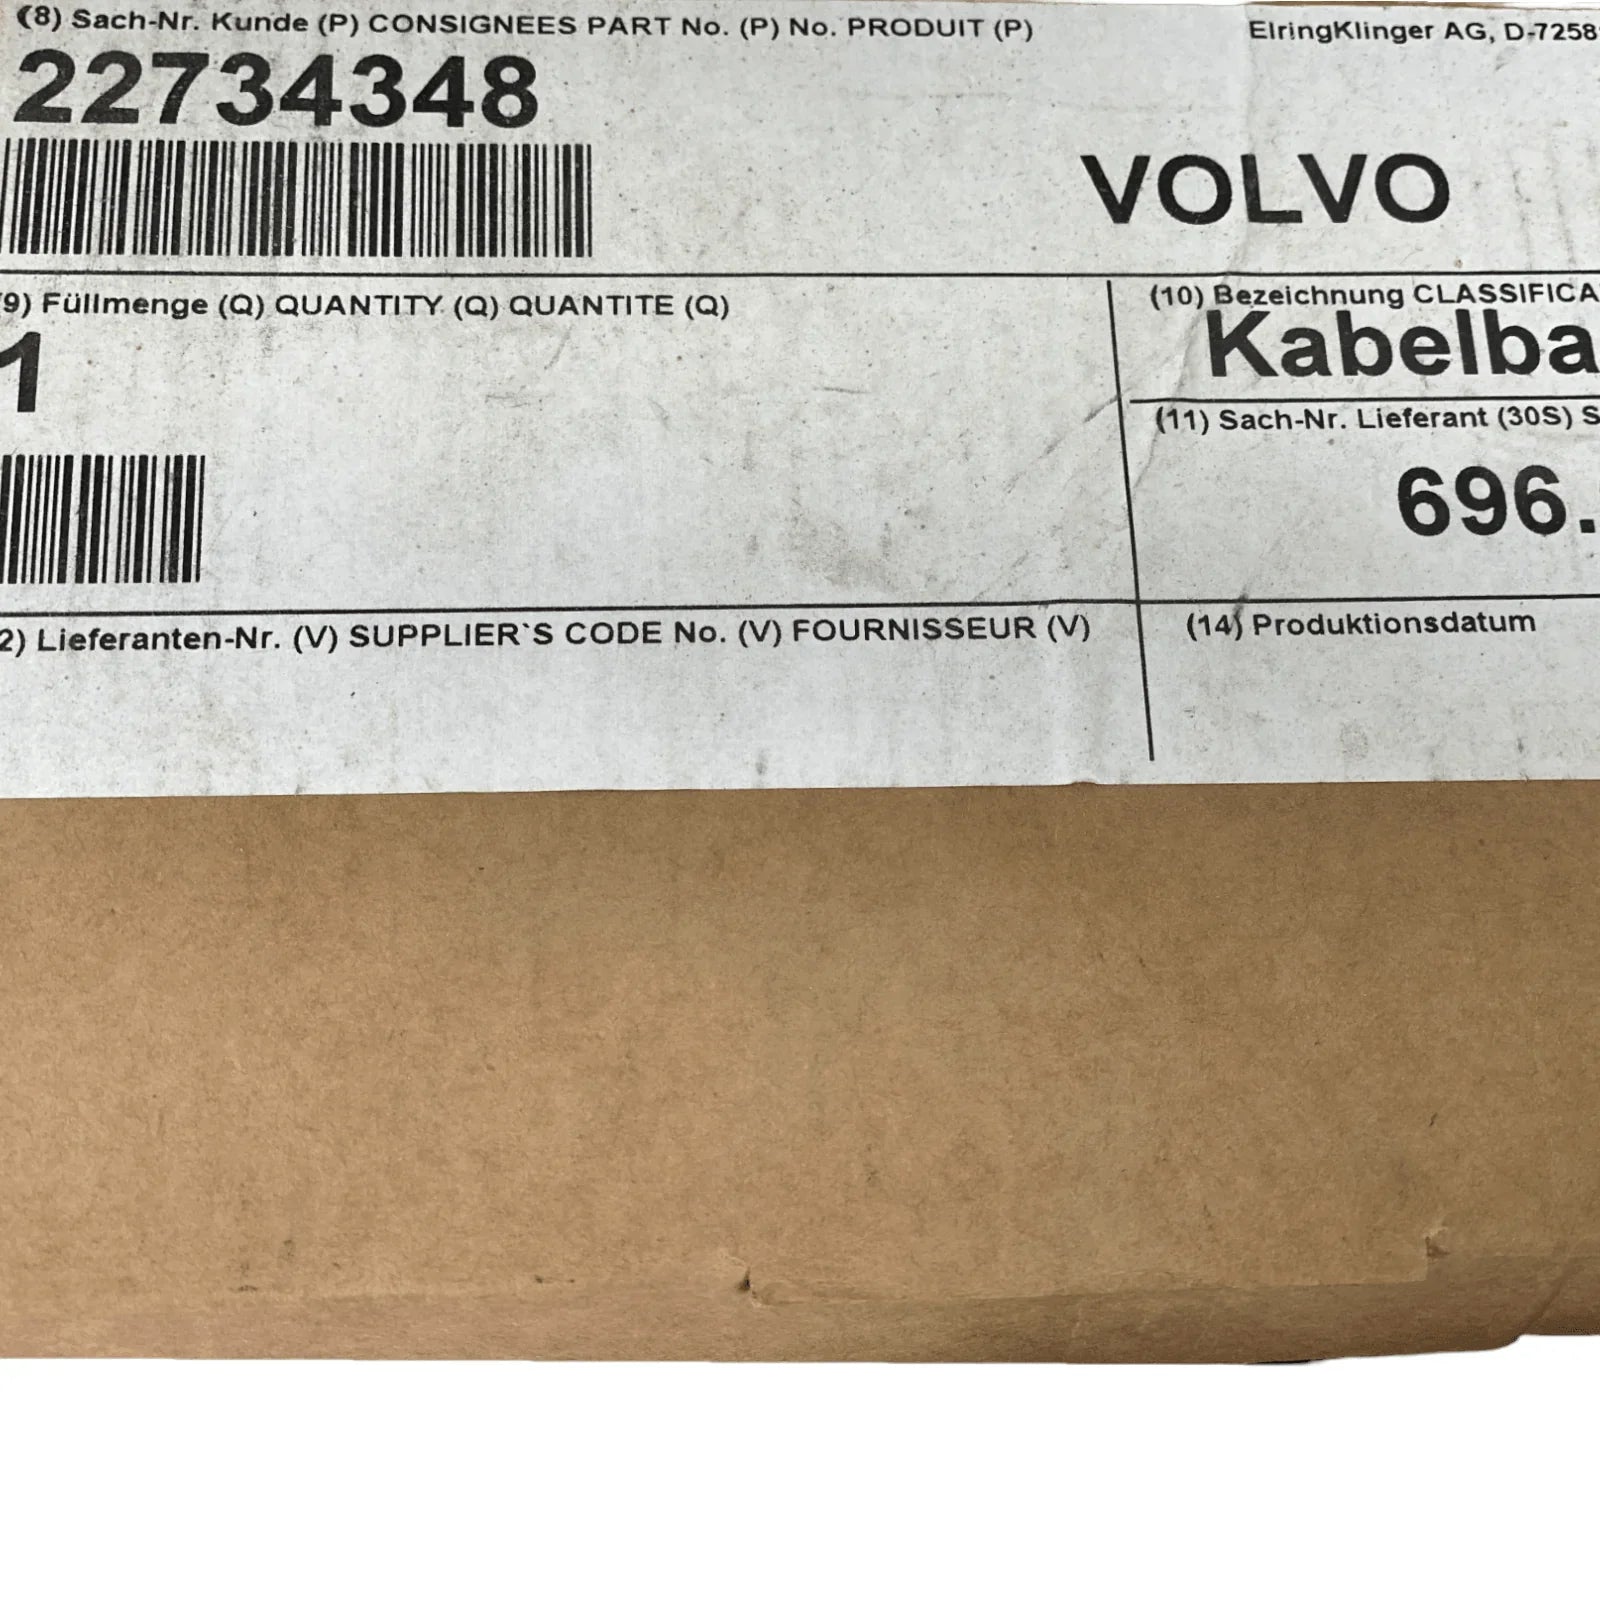 (8) Sach-Nr. Kunde (P) CONSIGNEES PART No. (P) No. PRODUIT (P)
ElringKlinger AG, D-7258
22734348
VOLVO
9) Füllmenge (Q) QUANTITY (Q) QUANTITE (Q)
1
(10) Bezeichnung CLASSIFICA
Kabelba
(11) Sach-Nr. Lieferant (30S) S
696.
2) Lieferanten-Nr. (V) SUPPLIER`S CODE No. (V) FOURNISSEUR (V)
(14) Produktionsdatum